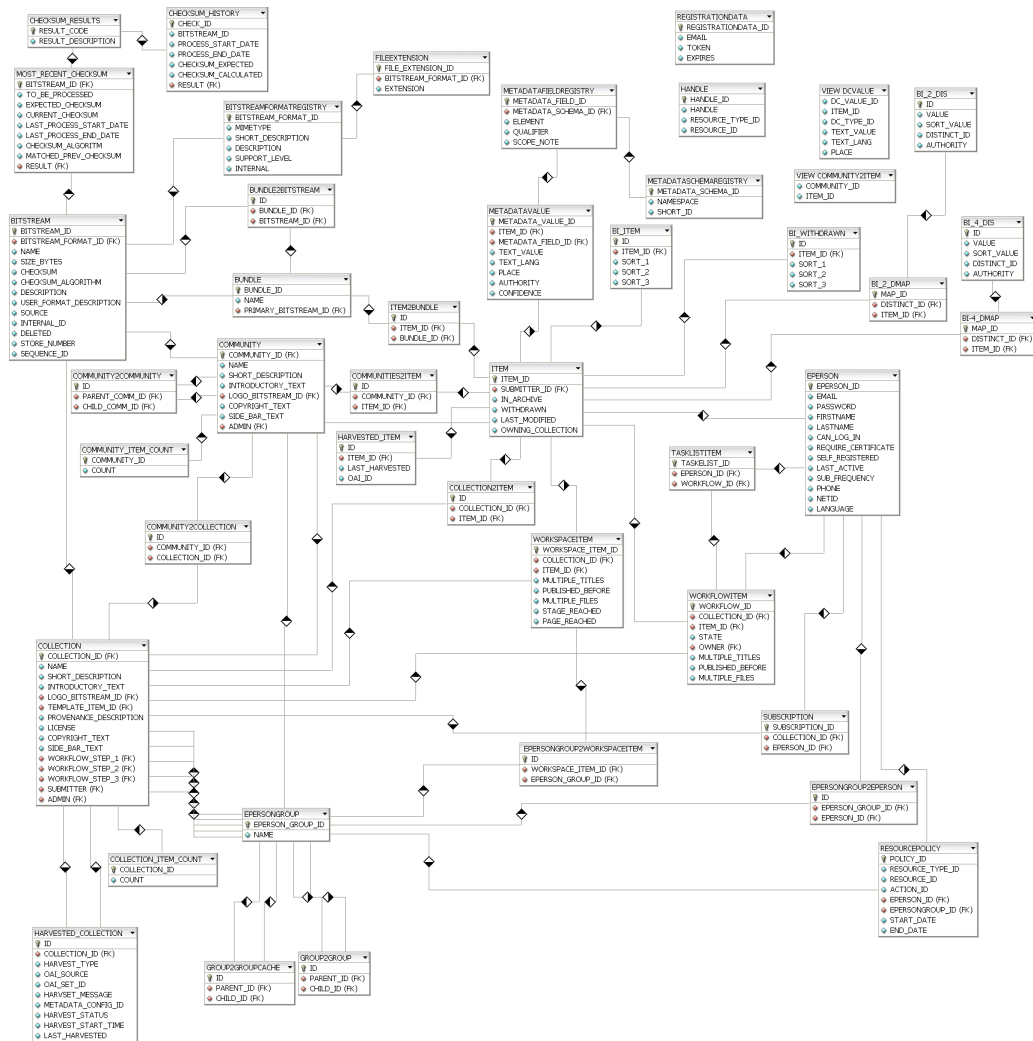 CHECKSUM_RESULTS
RESULT_CODE
RESULT_DESCRIPTION
CHECKSUM_HISTORY
CHECK_ID
BITSTREAM_ID
PROCESS_START_DATE
PROCESS_END_DATE
CHECKSUM_EXPECTED
CHECKSUM_CALCULATED
RESULT (FK)
REGISTRATIONDATA
REGISTRATIONDATA_ID
EMAIL
TOKEN
EXPIRES
MOST_RECENT_CHECKSUM
BITSTREAM_ID (FK)
TO_BE_PROCESSED
EXPECTED_CHECKSUM
CURRENT_CHECKSUM
LAST_PROCESS_START_DATE
LAST_PROCESS_END_DATE
CHECKSUM_ALGORITM
MATCHED_PREV_CHECKSUM
RESULT (FK)
FILEEXTENSION
FILE_EXTENSION_ID
BITSTREAM_FORMAT_ID (FK)
EXTENSION
BITSTREAMFORMATREGISTRY
BITSTREAM_FORMAT_ID
MIMETYPE
SHORT_DESCRIPTION
DESCRIPTION
SUPPORT_LEVEL
INTERNAL
METADATAFIELDREGISTRY
METADATA_FIELD_ID
METADATA_SCHEMA_ID (FK)
ELEMENT
QUALIFIER
SCOPE_NOTE
HANDLE
HANDLE_ID
HANDLE
RESOURCE_TYPE_ID
RESOURCE_ID
VIEW DCVALUE
DC_VALUE_ID
ITEM_ID
DC_TYPE_ID
TEXT_VALUE
TEXT_LANG
PLACE
BI_2_DIS
ID
VALUE
SORT_VALUE
DISTINCT_ID
AUTHORITY
METADATASCHEMAREGISTRY
METADATA_SCHEMA_ID
NAMESPACE
SHORT_ID
VIEW COMMUNITY2ITEM
COMMUNITY_ID
ITEM_ID
BUNDLE2BITSTREAM
ID
BUNDLE_ID (FK)
BITSTREAM_ID (FK)
BITSTREAM
BITSTREAM_ID
BITSTREAM_FORMAT_ID (FK)
NAME
SIZE_BYTES
CHECKSUM
CHECKSUM_ALGORITHM
DESCRIPTION
USER_FORMAT_DESCRIPTION
SOURCE
INTERNAL_ID
DELETED
STORE_NUMBER
SEQUENCE_ID
METADATAVALUE
METADATA_VALUE_ID
ITEM_ID (FK)
METADATA_FIELD_ID (FK)
TEXT_VALUE
TEXT_LANG
PLACE
AUTHORITY
CONFIDENCE
BI_ITEM
ID
ITEM_ID (FK)
SORT_1
SORT_2
SORT_3
BI_WITHDRAWN
ID
ITEM_ID (FK)
SORT_1
SORT_2
SORT_3
BI_4_DIS
ID
VALUE
SORT_VALUE
DISTINCT_ID
AUTHORITY
BUNDLE
BUNDLE_ID
NAME
PRIMARY_BITSTREAM_ID (FK)
BI_2_DMAP
MAP_ID
DISTINCT_ID (FK)
ITEM_ID (FK)
ITEM2BUNDLE
ID
ITEM_ID (FK)
BUNDLE_ID (FK)
BI-4_DMAP
MAP_ID
DISTINCT_ID (FK)
ITEM_ID (FK)
COMMUNITY
COMMUNITY_ID (FK)
NAME
SHORT_DESCRIPTION
INTRODUCTORY_TEXT
LOGO_BITSTREAM_ID (FK)
COPYRIGHT_TEXT
SIDE_BAR_TEXT
ADMIN (FK)
COMMUNITY2COMMUNITY
ID
PARENT_COMM_ID (FK)
CHILD_COMM_ID (FK)
COMMUNITIES2ITEM
ID
COMMUNITY_ID (FK)
ITEM_ID (FK)
ITEM
ITEM_ID
SUBMITTER_ID (FK)
IN_ARCHIVE
WITHDRAWN
LAST_MODIFIED
OWNING_COLLECTION
EPERSON
EPERSON_ID
EMAIL
PASSWORD
FIRSTNAME
LASTNAME
CAN_LOG_IN
REQUIRE_CERTIFICATE
SELF_REGISTERED
LAST_ACTIVE
SUB_FREQUENCY
PHONE
NETID
LANGUAGE
COMMUNITY_ITEM_COUNT
COMMUNITY_ID
COUNT
HARVESTED_ITEM
ID
ITEM_ID (FK)
LAST_HARVESTED
OAI_ID
TASKLISTITEM
TASKELIST_ID
EPERSON_ID (FK)
WORKFLOW_ID (FK)
COLLECTION2ITEM
ID
COLLECTION_ID (FK)
ITEM_ID (FK)
COMMUNITY2COLLECTION
ID
COMMUNITY_ID (FK)
COLLECTION_ID (FK)
WORKSPACEITEM
WORKSPACE_ITEM_ID
COLLECTION_ID (FK)
ITEM_ID (FK)
MULTIPLE_TITLES
PUBLISHED_BEFORE
MULTIPLE_FILES
STAGE_REACHED
PAGE_REACHED
WORKFLOWITEM
WORKFLOW_ID
COLLECTION_ID (FK)
ITEM_ID (FK)
STATE
OWNER (FK)
MULTIPLE_TITLES
PUBLISHED_BEFORE
MULTIPLE_FILES
COLLECTION
COLLECTION_ID (FK)
NAME
SHORT_DESCRIPTION
INTRODUCTORY_TEXT
LOGO_BITSTREAM_ID (FK)
TEMPLATE_ITEM_ID (FK)
PROVENANCE_DESCRIPTION
LICENSE
COPYRIGHT_TEXT
SIDE_BAR_TEXT
WORKFLOW_STEP_1 (FK)
WORKFLOW_STEP_2 (FK)
WORKFLOW_STEP_3 (FK)
SUBMITTER (FK)
ADMIN (FK)
SUBSCRIPTION
SUBSCRIPTION_ID
COLLECTION_ID (FK)
EPERSON_ID (FK)
EPERSONGROUP2WORKSPACEITEM
ID
WORKSPACE_ITEM_ID (FK)
EPERSON_GROUP_ID (FK)
EPERSONGROUP2EPERSON
ID
EPERSON_GROUP_ID (FK)
EPERSON_ID (FK)
EPERSONGROUP
EPERSON_GROUP_ID
NAME
COLLECTION_ITEM_COUNT
COLLECTION_ID
COUNT
RESOURCEPOLICY
POLICY_ID
RESOURCE_TYPE_ID
RESOURCE_ID
ACTION_ID
EPERSON_ID (FK)
EPERSONGROUP_ID (FK)
START_DATE
END_DATE
HARVESTED_COLLECTION
ID
COLLECTION_ID (FK)
HARVEST_TYPE
OAI_SOURCE
OAI_SET_ID
HARVSET_MESSAGE
METADATA_CONFIG_ID
HARVEST_STATUS
HARVEST_START_TIME
LAST_HARVESTED
GROUP2GROUPCACHE
ID
PARENT_ID (FK)
CHILD_ID (FK)
GROUP2GROUP
ID
PARENT_ID (FK)
CHILD_ID (FK)